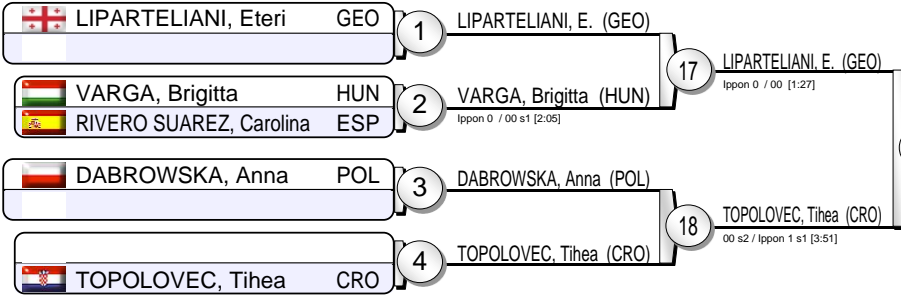 LIPARTELIANI, Eteri GEO
1
LIPARTELIANI, E. (GEO)
VARGA, Brigitta HUN
RIVERO SUAREZ, Carolina ESP
2
VARGA, Brigitta (HUN)
Ippon 0 / 00 s1 [2:05]
17
LIPARTELIANI, E. (GEO)
Ippon 0 / 00 [1:27]
DABROWSKA, Anna POL
3
DABROWSKA, Anna (POL)
TOPOLOVEC, Tihea CRO
4
TOPOLOVEC, Tihea (CRO)
18
TOPOLOVEC, Tihea (CRO)
00 s2 / Ippon 1 s1 [3:51]